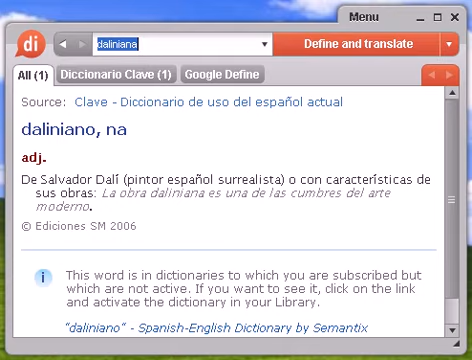 Menu
di
daliniana
Define and translate
All (1)
Diccionario Clave (1)
Google Define
Source: Clave - Diccionario de uso del español actual
daliniano, na
adj.
De Salvador Dalí (pintor español surrealista) o con características de
sus obras: La obra daliniana es una de las cumbres del arte
moderno.
© Ediciones SM 2006
i
This word is in dictionaries to which you are subscribed but
which are not active. If you want to see it, click on the link
and activate the dictionary in your Library.
"daliniano" - Spanish-English Dictionary by Semantix